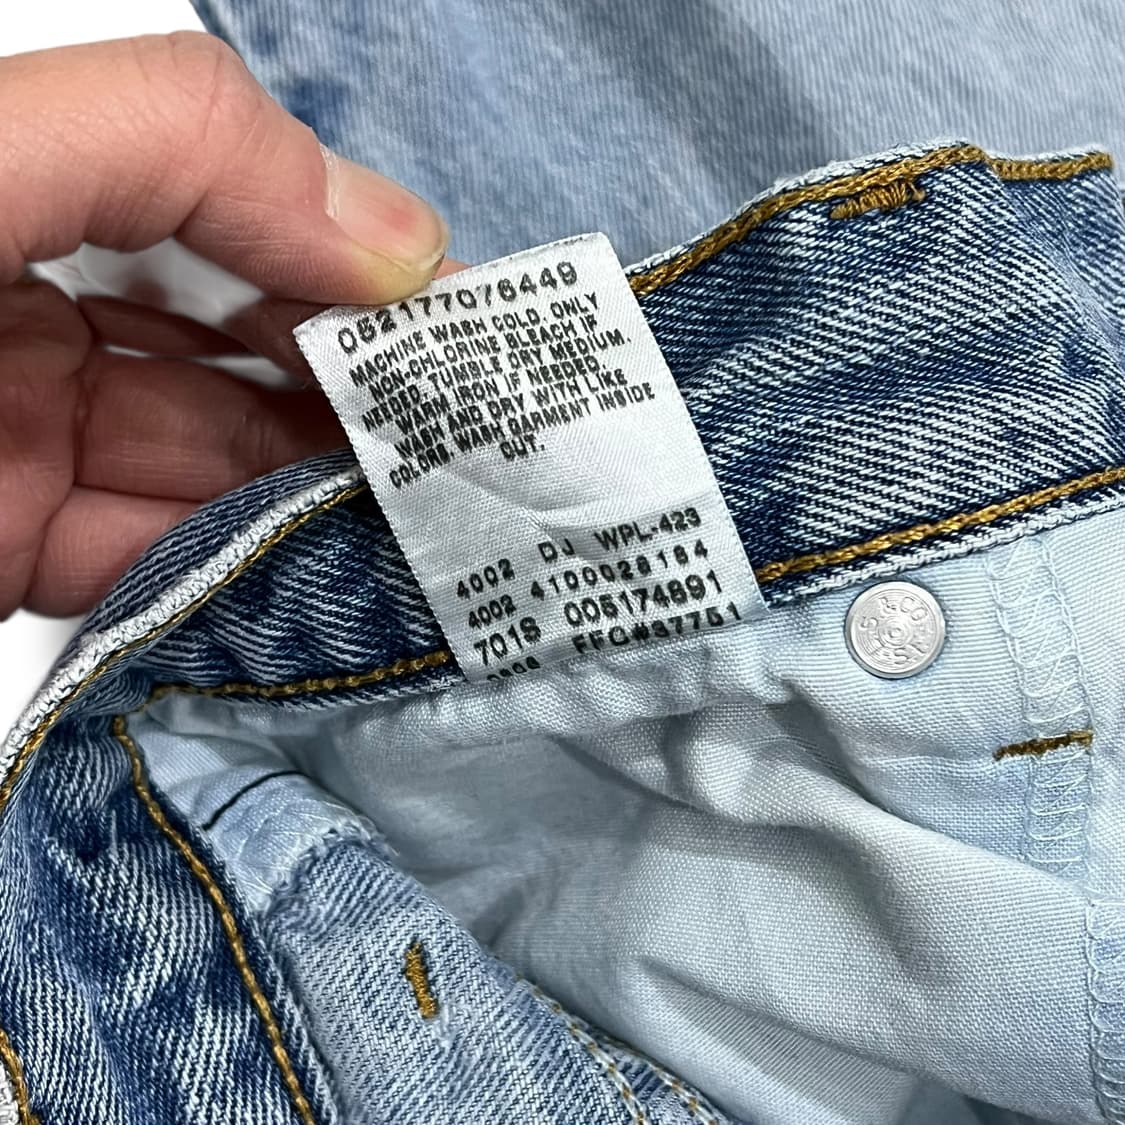 052177076449
MACHINE WASH COLD. ONLY
NON-CHLORINE BLEACH IF
NEEDED. TUMBLE DRY MEDIUM.
WARM IRON IF NEEDED.
WASH AND DRY WITH LIKE
COLORS. WASH GARMENT INSIDE
OUT.
4002 DJ WPL-423
4002 4100028184
701S 005174891
FFC#37751
S & CO